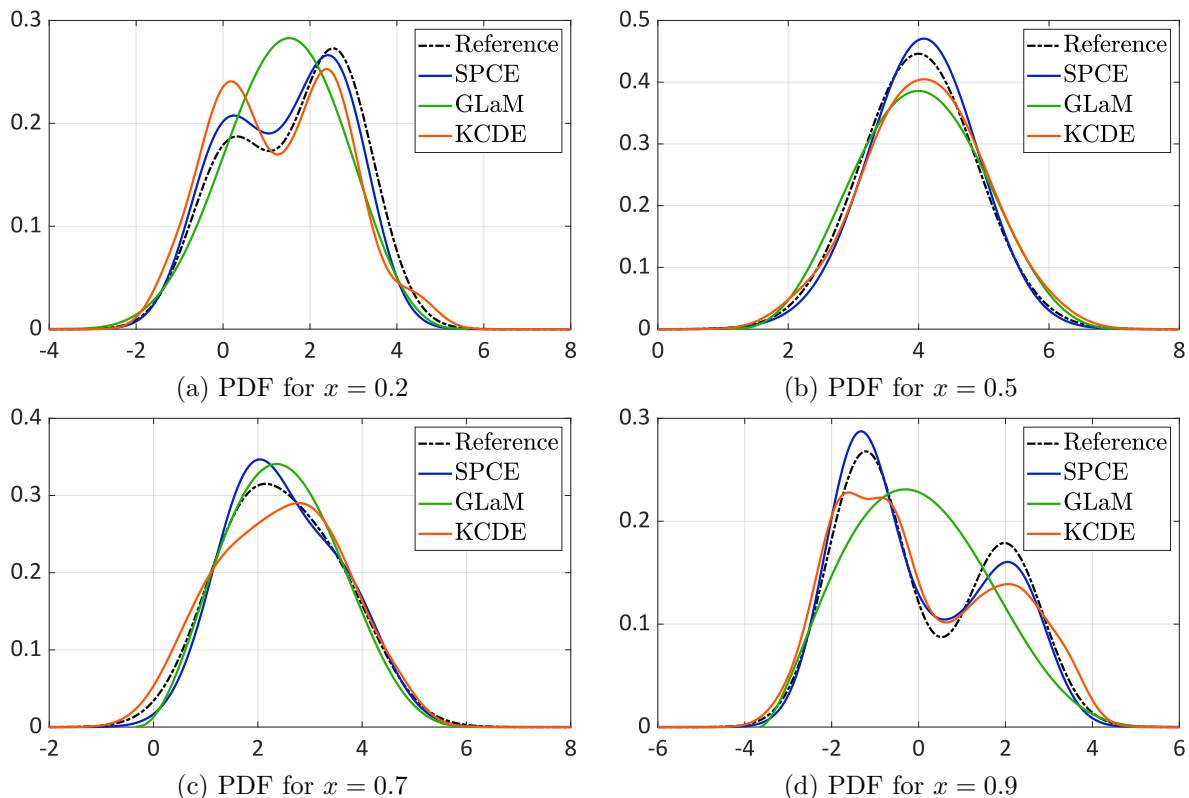 0.3
0.2
0.1
0
-4 -2 0 2 4 6 8
Reference
SPCE
GLaM
KCDE
(a) PDF for x = 0.2
0.5
0.4
0.3
0.2
0.1
0
0 2 4 6 8
Reference
SPCE
GLaM
KCDE
(b) PDF for x = 0.5
0.4
0.3
0.2
0.1
0
-2 0 2 4 6 8
Reference
SPCE
GLaM
KCDE
(c) PDF for x = 0.7
0.3
0.2
0.1
0
-6 -4 -2 0 2 4 6
Reference
SPCE
GLaM
KCDE
(d) PDF for x = 0.9